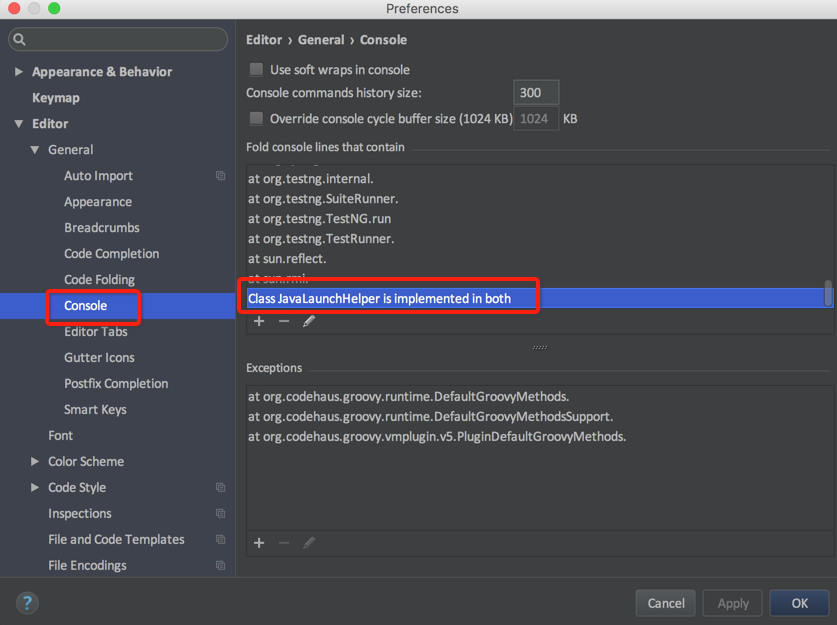 Preferences
Appearance & Behavior
Keymap
Editor
General
Auto Import
Appearance
Breadcrumbs
Code Completion
Code Folding
Console
Editor Tabs
Gutter Icons
Postfix Completion
Smart Keys
Font
Color Scheme
Code Style
Inspections
File and Code Templates
File Encodings
Editor › General › Console
Use soft wraps in console
Console commands history size: 300
Override console cycle buffer size (1024 KB) 1024 KB
Fold console lines that contain
at org.testng.internal.
at org.testng.SuiteRunner.
at org.testng.TestNG.run
at org.testng.TestRunner.
at sun.reflect.
at sun.rmi.
Class JavaLaunchHelper is implemented in both
Exceptions
at org.codehaus.groovy.runtime.DefaultGroovyMethods.
at org.codehaus.groovy.runtime.DefaultGroovyMethodsSupport.
at org.codehaus.groovy.vmplugin.v5.PluginDefaultGroovyMethods.
?
Cancel
Apply
OK